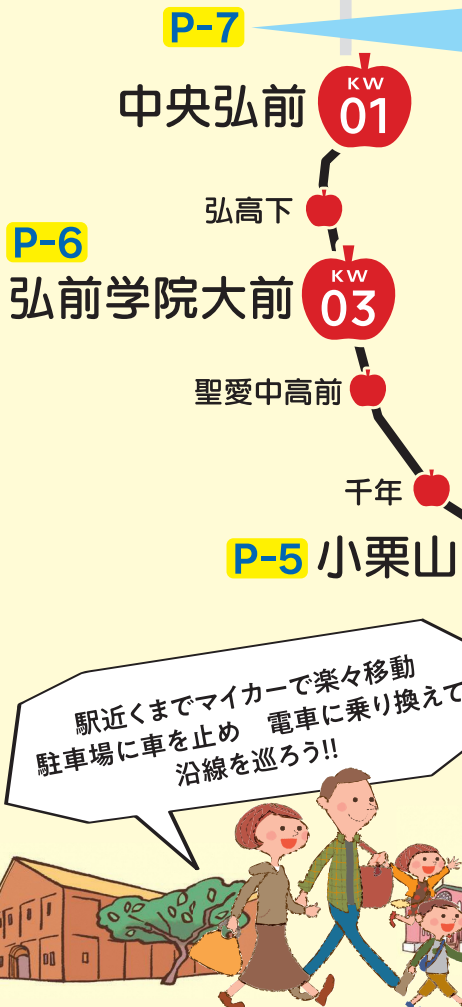 P-7
中央弘前
KW
01
弘高下
P-6
弘前学院大前
KW
03
聖愛中高前
千年
P-5 小栗山
駅近くまでマイカーで楽々移動
駐車場に車を止め　電車に乗り換えて
沿線を巡ろう!!